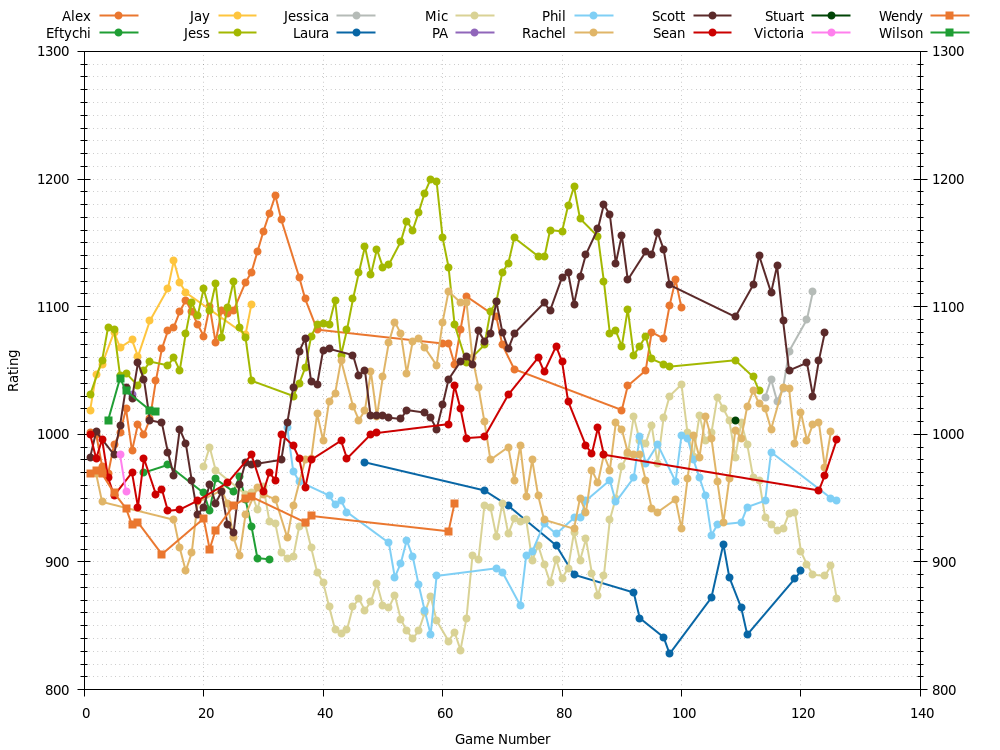 Alex Jay Jessica Mic Phil Scott Stuart Wendy
Eftychi Jess Laura PA Rachel Sean Victoria Wilson
1300 1300
1200 1200
1100 1100
Rating
1000 1000
900 900
800 800
0 20 40 60 80 100 120 140
Game Number